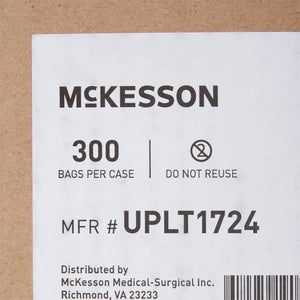 McKESSON
300
BAGS PER CASE
DO NOT REUSE
MFR # UPLT1724
Distributed by
McKesson Medical-Surgical Inc.
Richmond, VA 23233